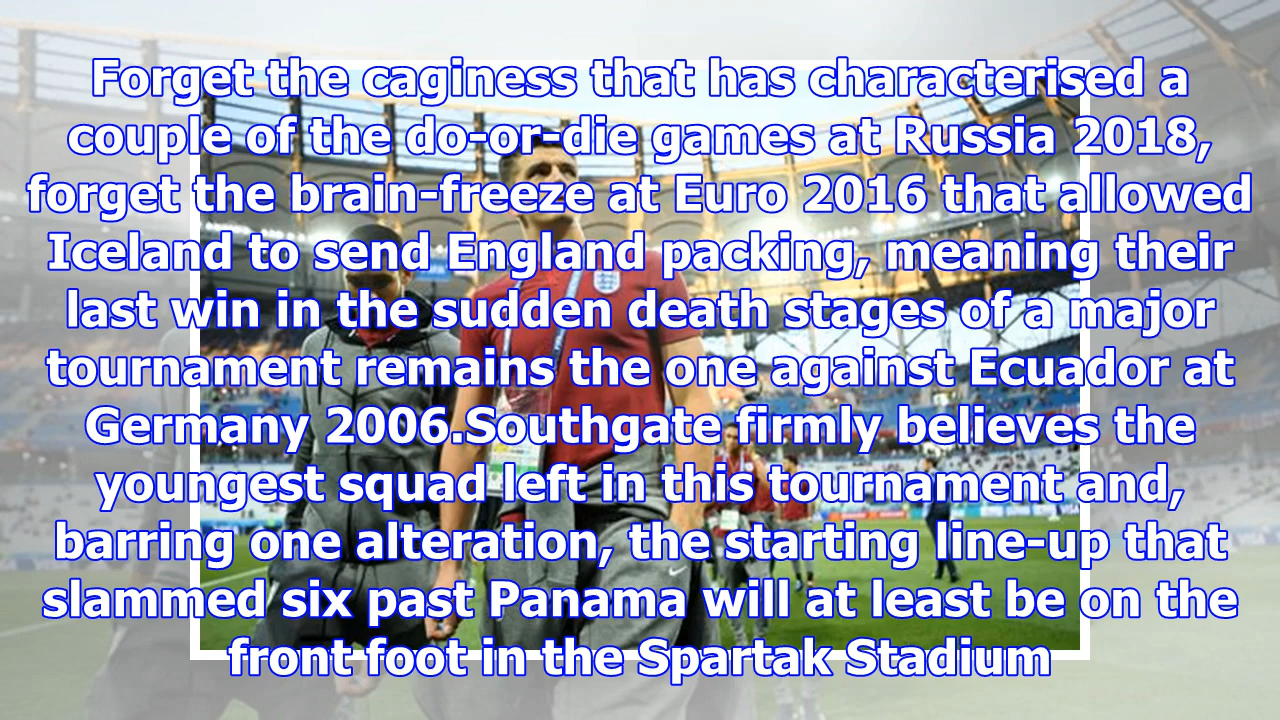 Forget the caginess that has characterised a
couple of the do-or-die games at Russia 2018,
forget the brain-freeze at Euro 2016 that allowed
Iceland to send England packing, meaning their
last win in the sudden death stages of a major
tournament remains the one against Ecuador at
Germany 2006.Southgate firmly believes the
youngest squad left in this tournament and,
barring one alteration, the starting line-up that
slammed six past Panama will at least be on the
front foot in the Spartak Stadium